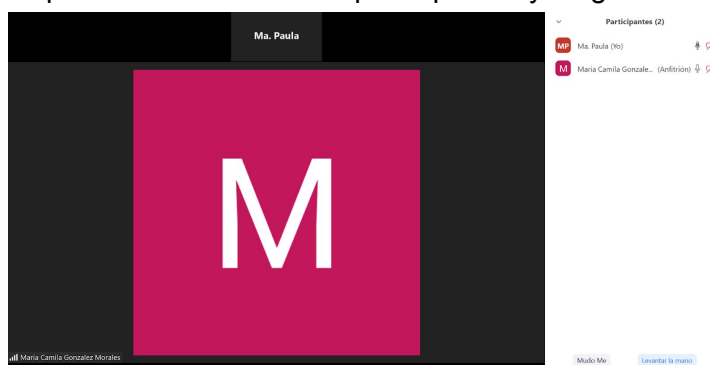 Ma. Paula
M
Maria Camila Gonzalez Morales
Participantes (2)
MP Ma. Paula (Yo)
M Maria Camila Gonzale... (Anfitrión)
Mudo Me
Levantar la mano